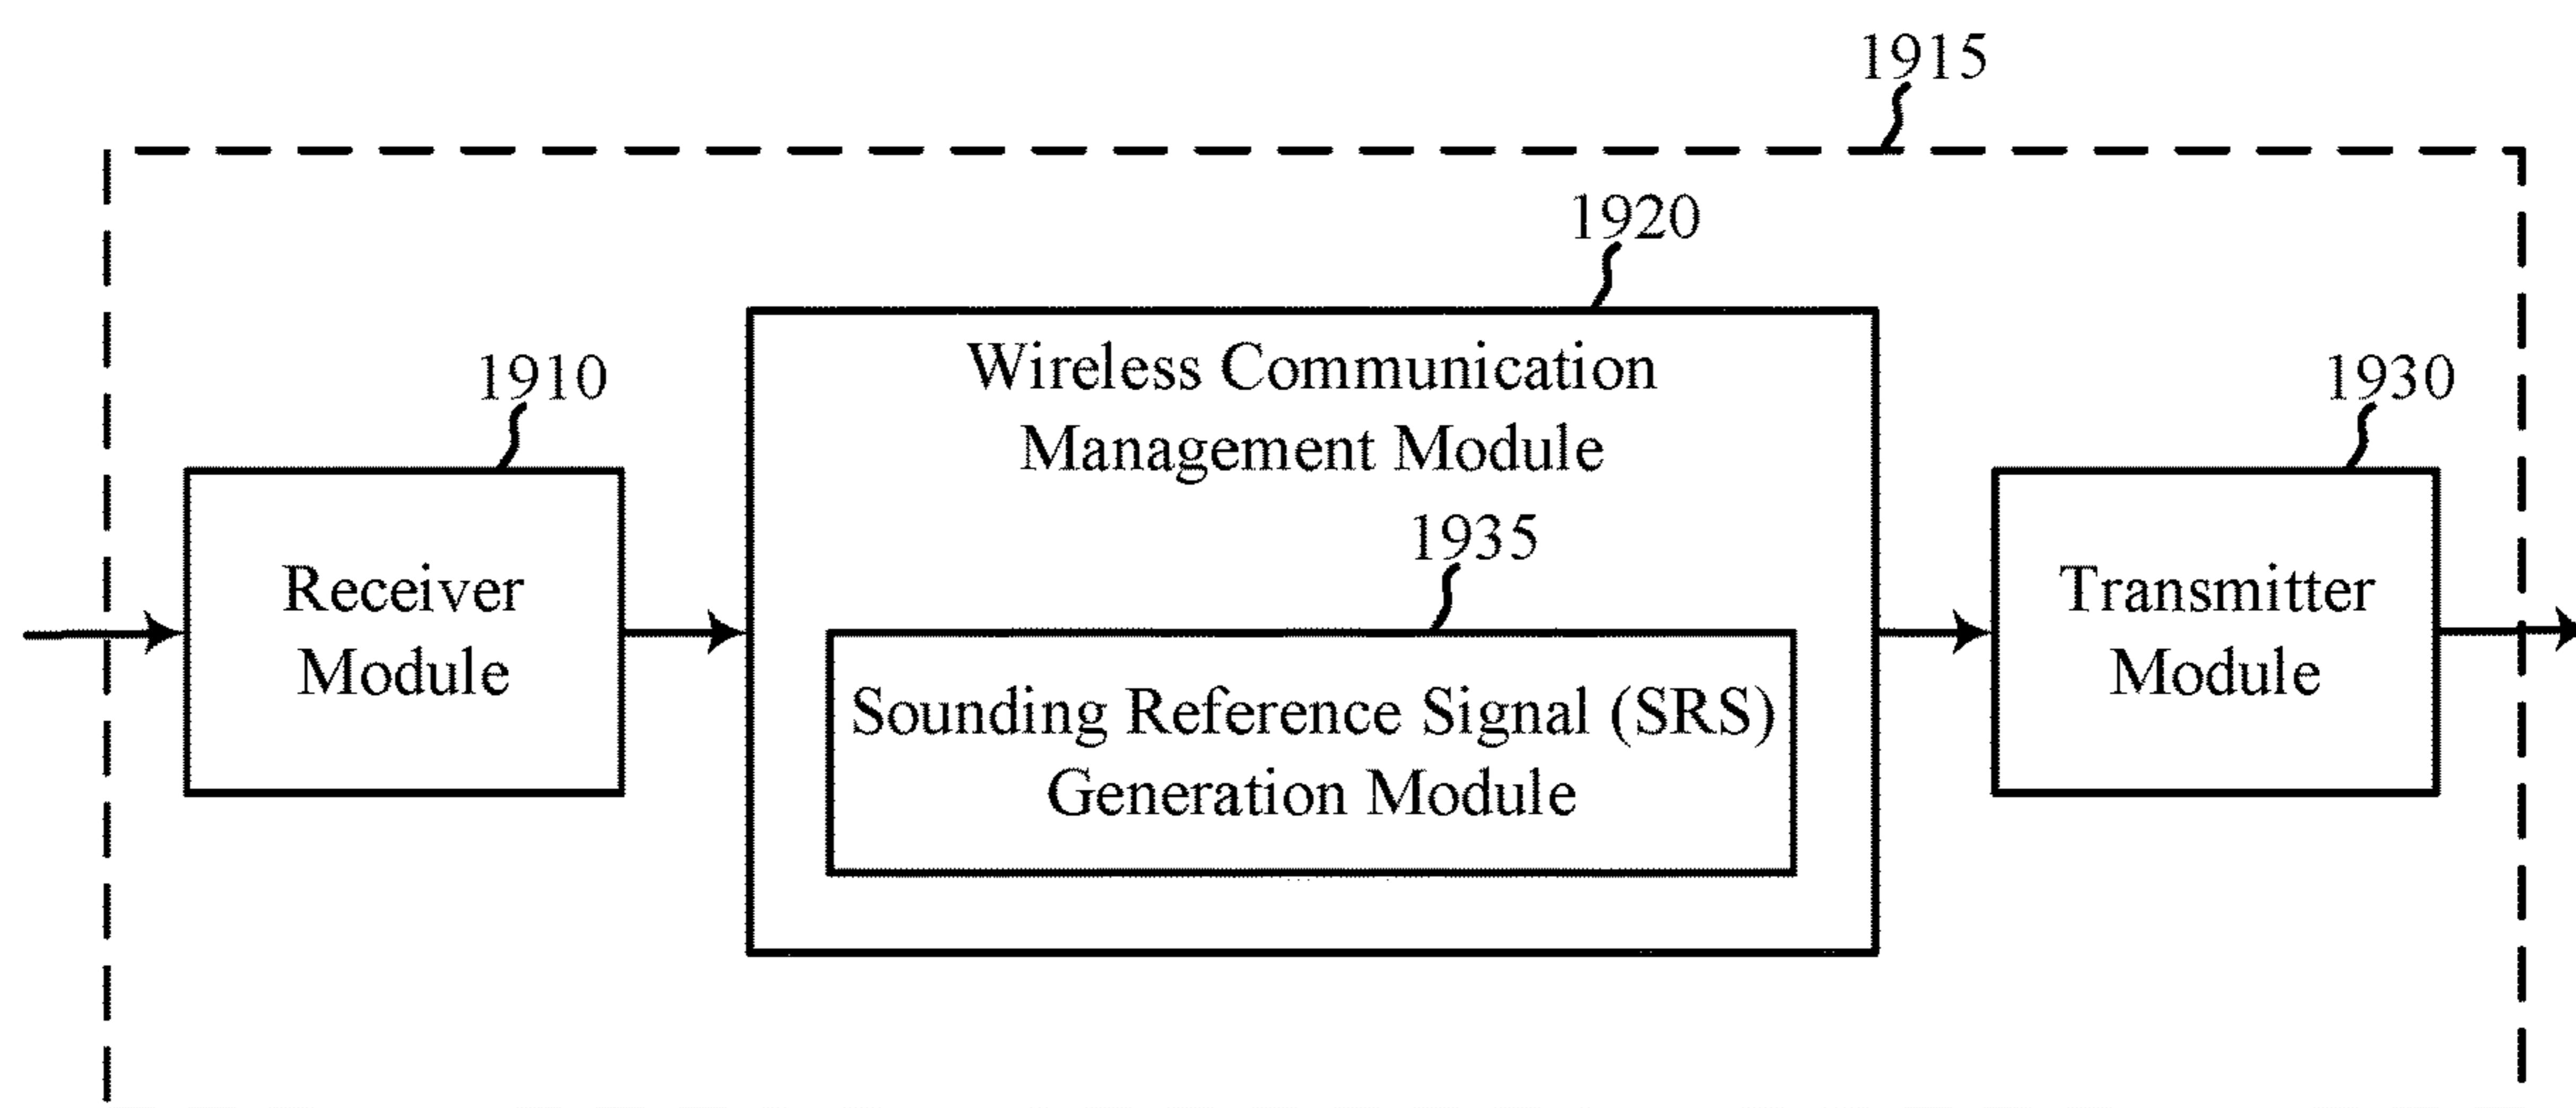 1915
1920
Wireless Communication
Management Module
1910
1930
Receiver
Module
1935
Sounding Reference Signal (SRS)
Generation Module
Transmitter
Module